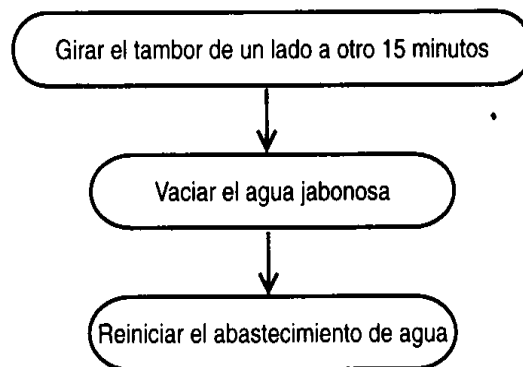 Girar el tambor de un lado a otro 15 minutos
Vaciar el agua jabonosa
Reiniciar el abastecimiento de agua